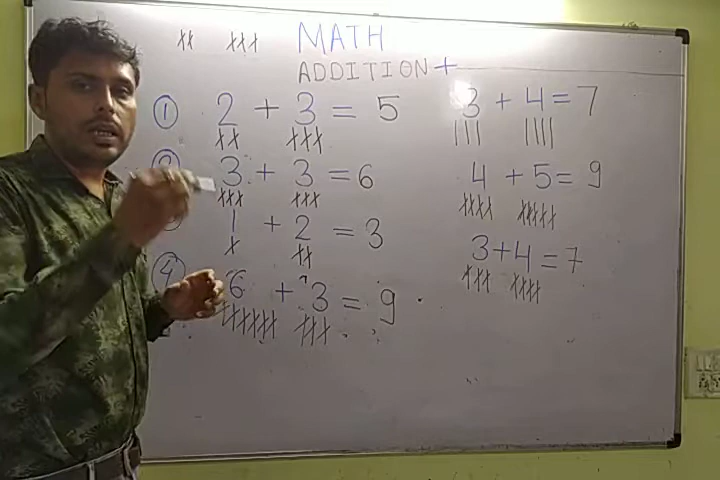 MATH
ADDITION +
① 2 + 3 = 5
3 + 3 = 6
1 + 2 = 3
④ 6 + 3 = 9
3 + 4 = 7
4 + 5 = 9
3 + 4 = 7